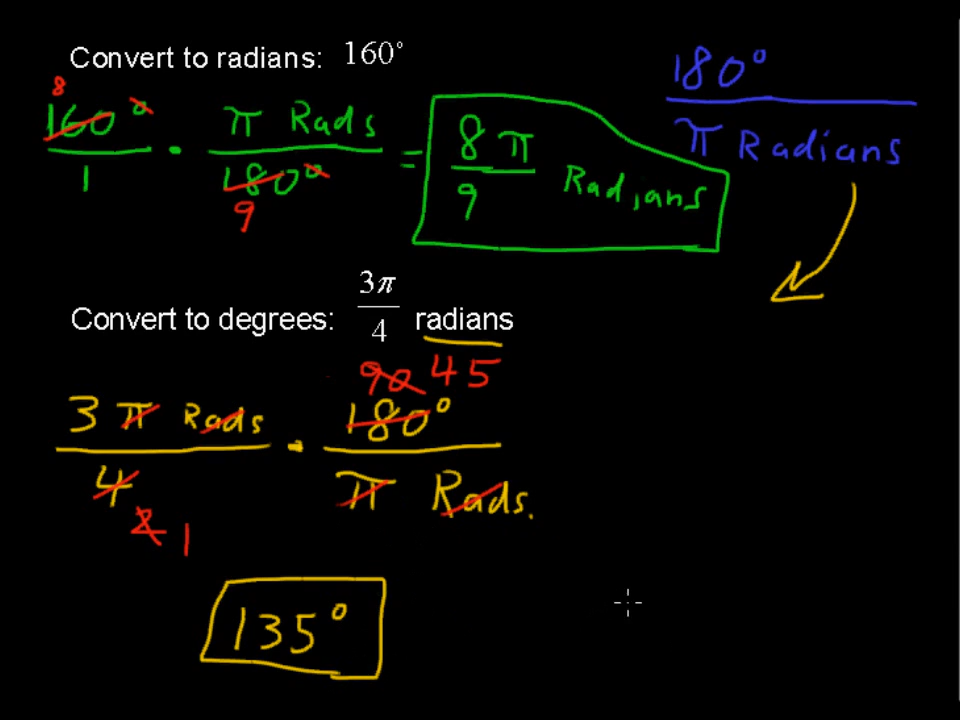 Convert to radians: 160°
8
160° / 1 · π Rads / 180° = 8 π / 9 Radians
9
180° / π Radians
Convert to degrees: 3π / 4 radians
90 45
3 π Rads / 4 · 180° / π Rads.
2 1
135°